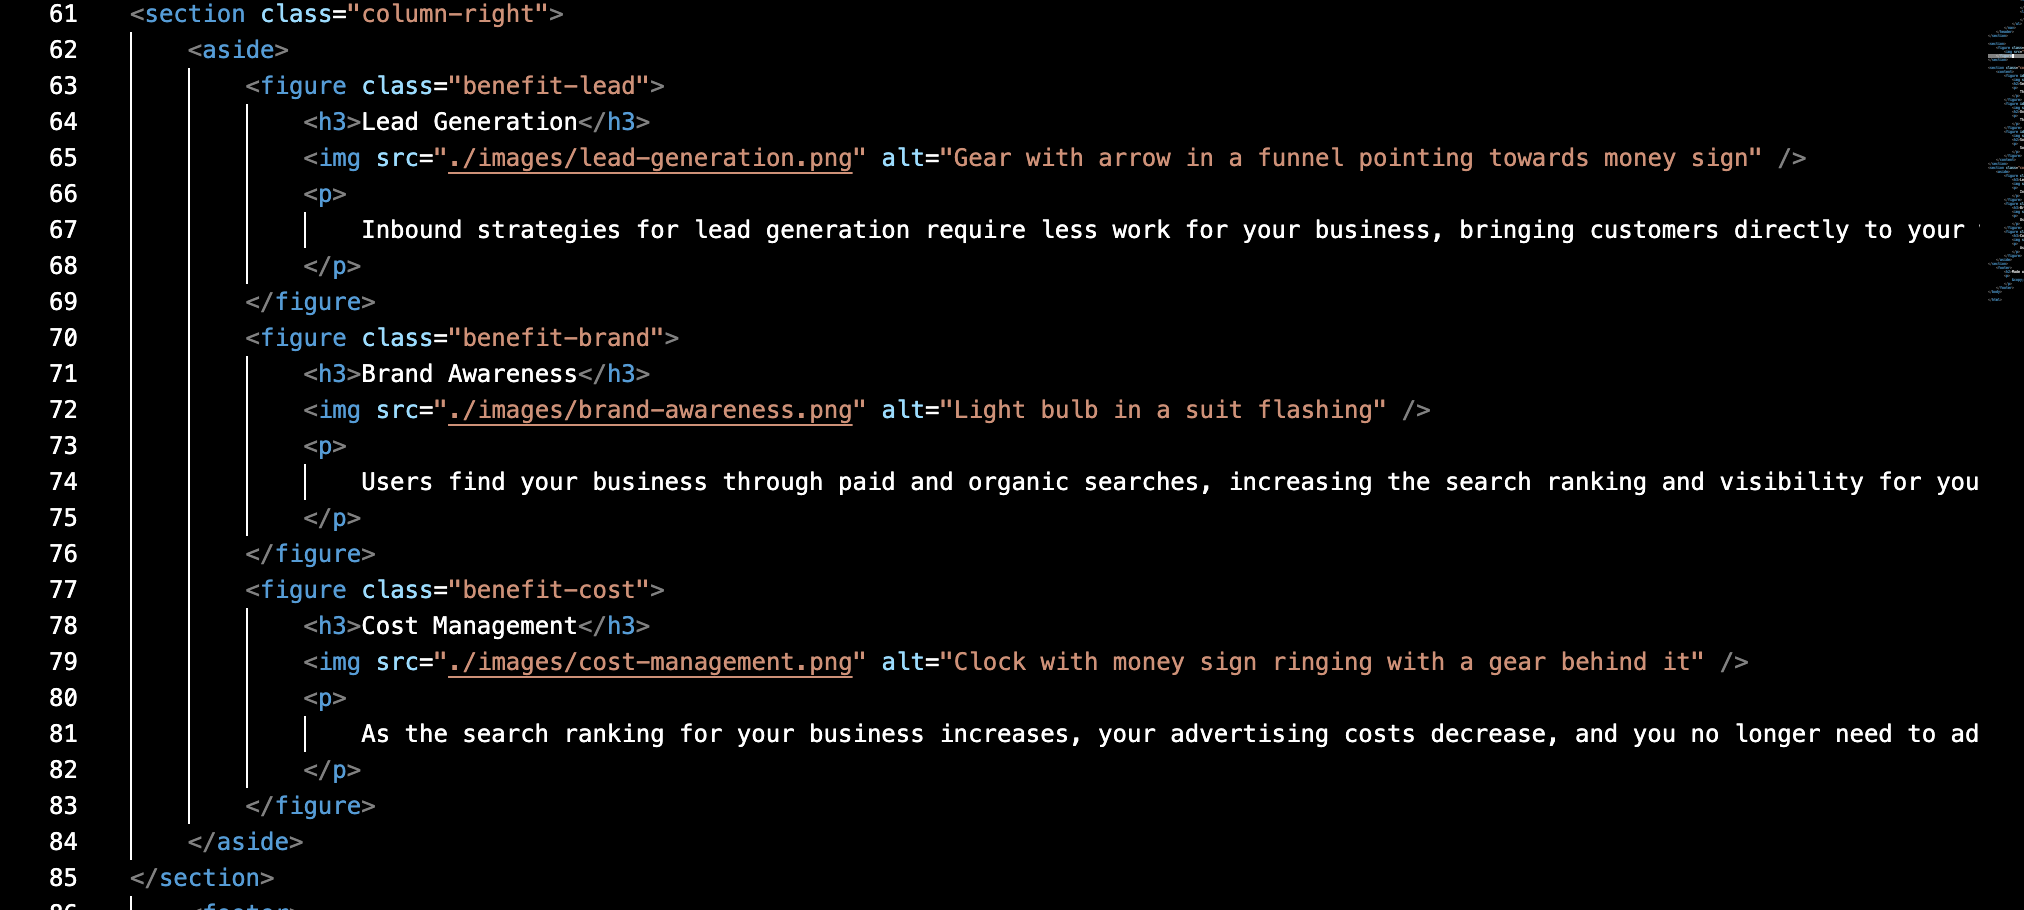 61 <section class="column-right">
62 <aside>
63 <figure class="benefit-lead">
64 <h3>Lead Generation</h3>
65 <img src="./images/lead-generation.png" alt="Gear with arrow in a funnel pointing towards money sign" />
66 <p>
67 Inbound strategies for lead generation require less work for your business, bringing customers directly to your
68 </p>
69 </figure>
70 <figure class="benefit-brand">
71 <h3>Brand Awareness</h3>
72 <img src="./images/brand-awareness.png" alt="Light bulb in a suit flashing" />
73 <p>
74 Users find your business through paid and organic searches, increasing the search ranking and visibility for you
75 </p>
76 </figure>
77 <figure class="benefit-cost">
78 <h3>Cost Management</h3>
79 <img src="./images/cost-management.png" alt="Clock with money sign ringing with a gear behind it" />
80 <p>
81 As the search ranking for your business increases, your advertising costs decrease, and you no longer need to ad
82 </p>
83 </figure>
84 </aside>
85 </section>